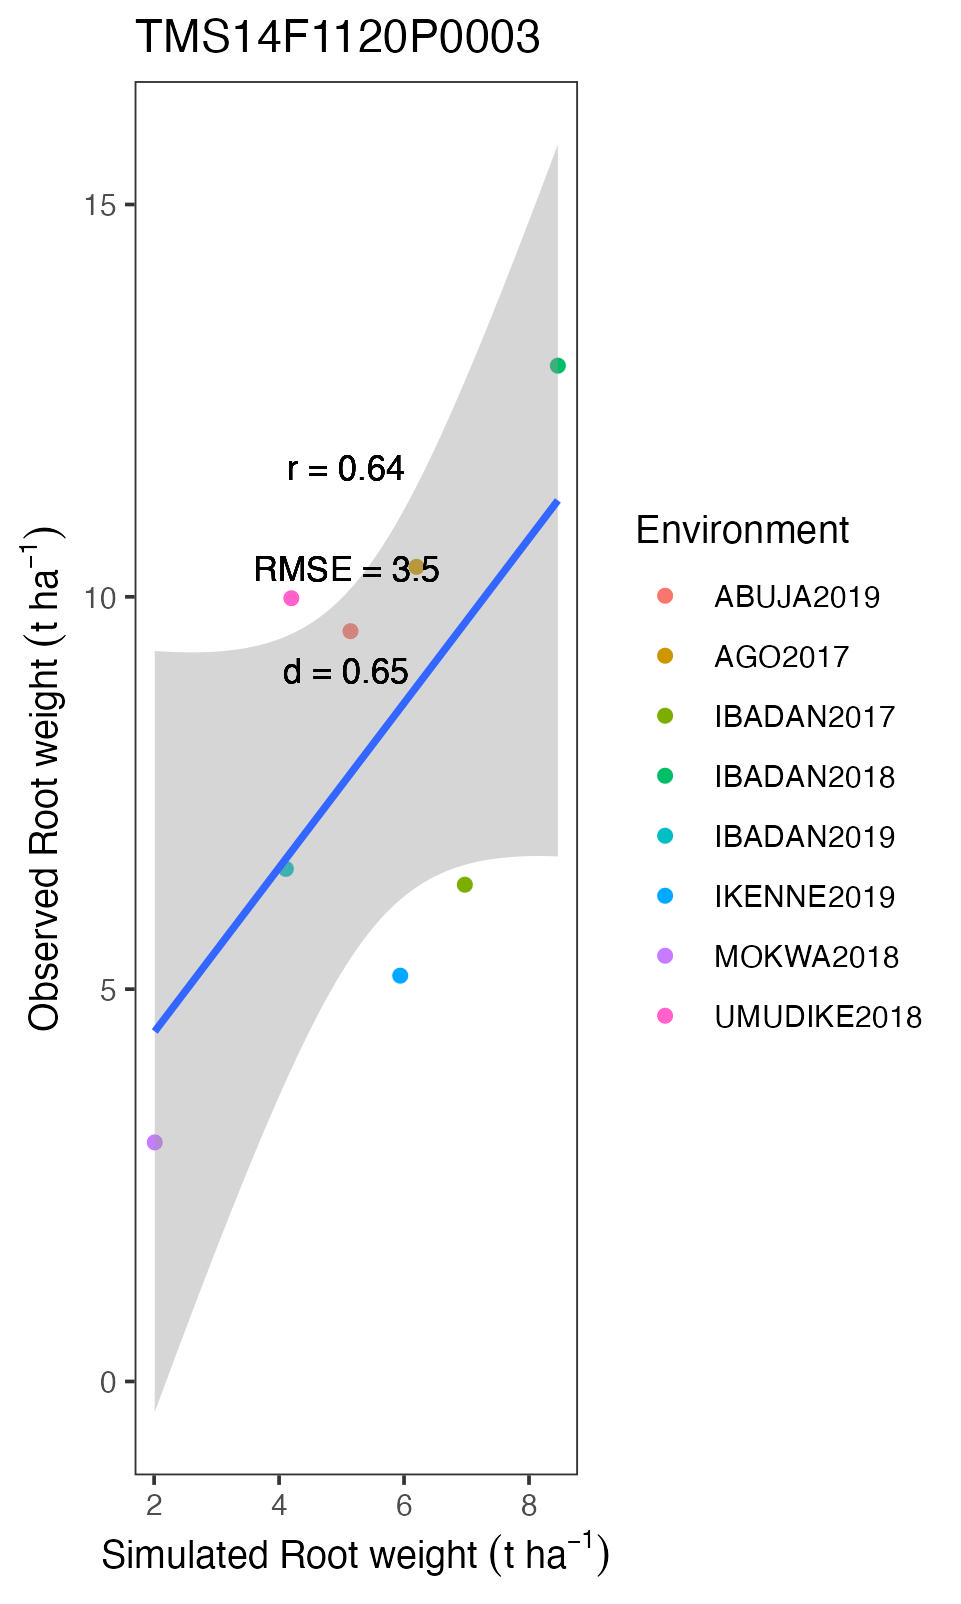 TMS14F1120P0003
15
10
5
0
Observed Root weight (t ha⁻¹)
r = 0.64
RMSE = 3.5
d = 0.65
2 4 6 8
Simulated Root weight (t ha⁻¹)
Environment
ABUJA2019
AGO2017
IBADAN2017
IBADAN2018
IBADAN2019
IKENNE2019
MOKWA2018
UMUDIKE2018